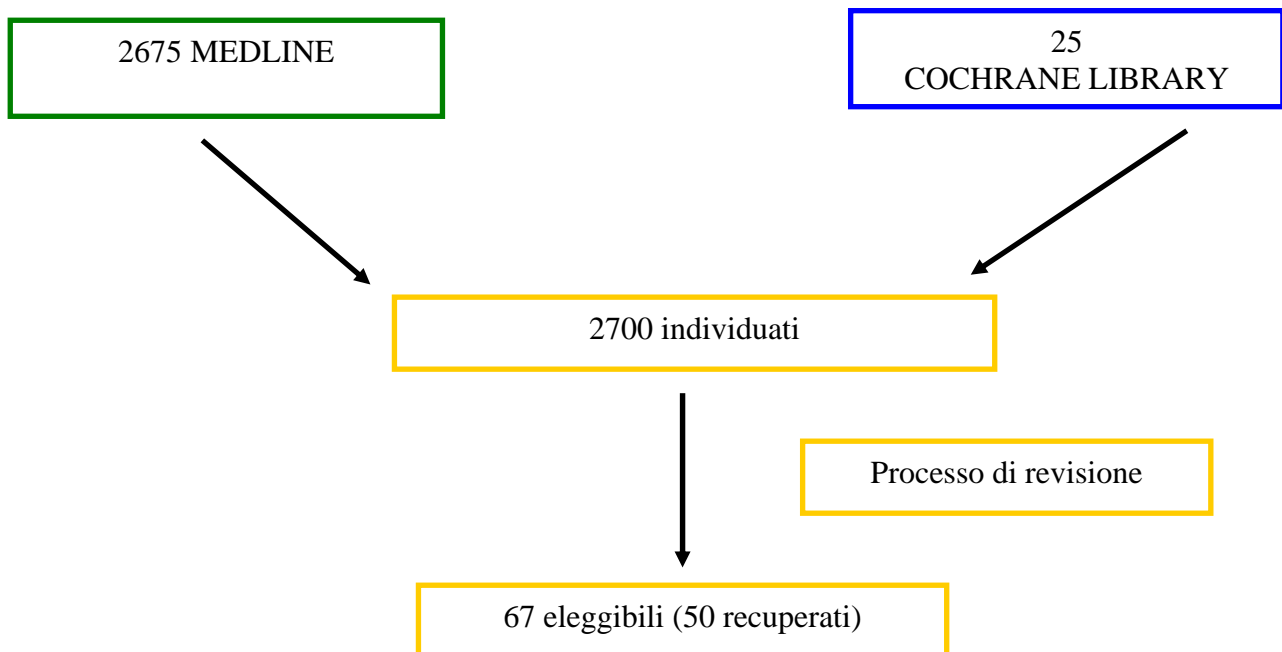 2675 MEDLINE
25
COCHRANE LIBRARY
2700 individuati
Processo di revisione
67 eleggibili (50 recuperati)